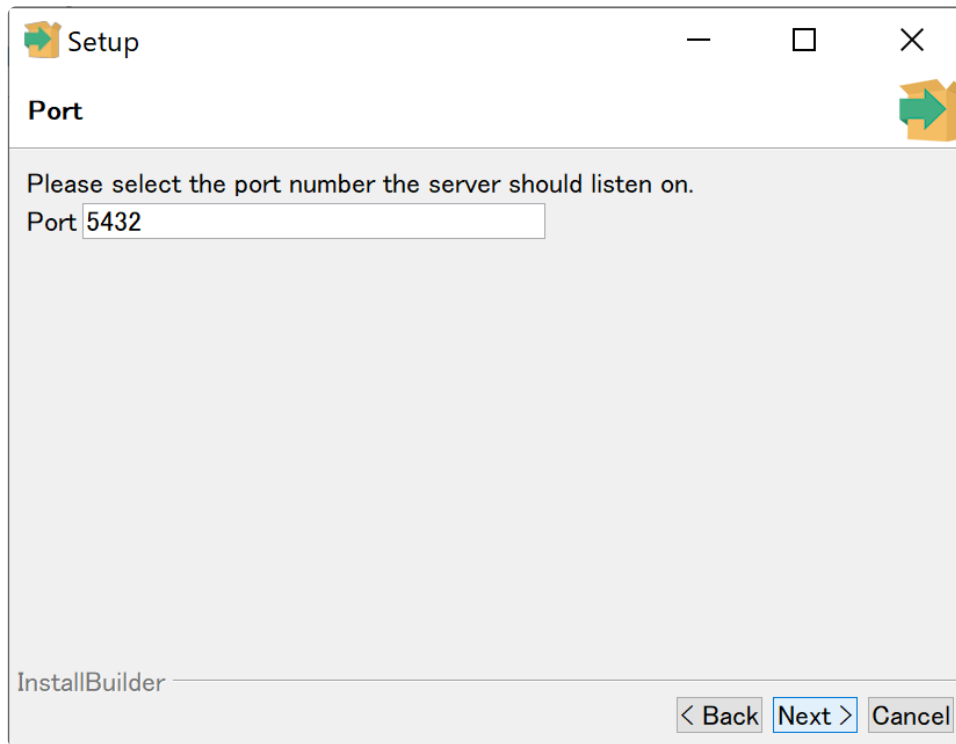 Setup
Port
Please select the port number the server should listen on.
Port 5432
InstallBuilder
< Back Next > Cancel